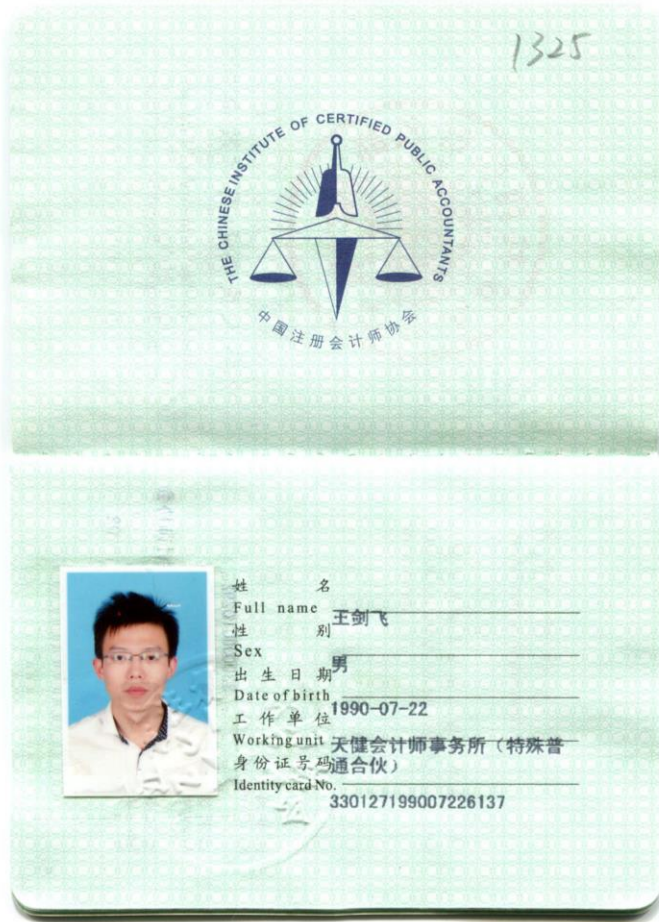 1325
THE CHINESE INSTITUTE OF CERTIFIED PUBLIC ACCOUNTANTS
中国注册会计师协会
姓 名
Full name
王剑飞
性 别
Sex
男
出生日期
Date of birth
1990-07-22
工作单位
Working unit
天健会计师事务所（特殊普
通合伙）
身份证号码
Identity card No.
330127199007226137